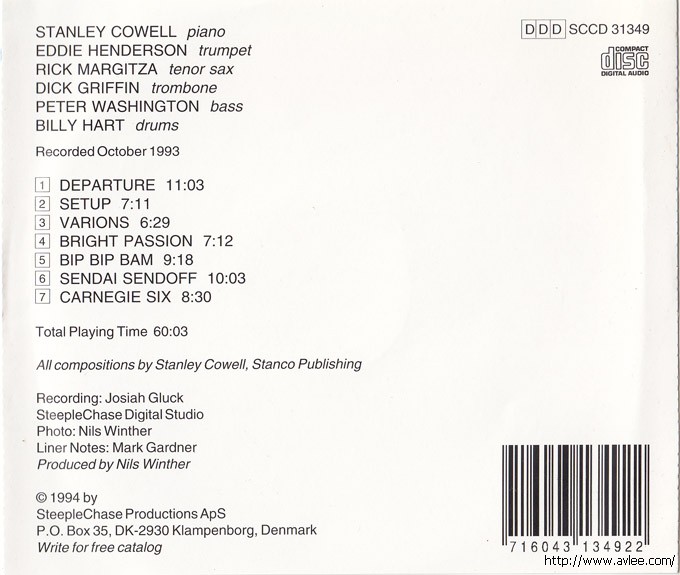 STANLEY COWELL piano
EDDIE HENDERSON trumpet
RICK MARGITZA tenor sax
DICK GRIFFIN trombone
PETER WASHINGTON bass
BILLY HART drums
Recorded October 1993
DDD SCCD 31349
COMPACT
disc
DIGITAL AUDIO
1 DEPARTURE 11:03
2 SETUP 7:11
3 VARIONS 6:29
4 BRIGHT PASSION 7:12
5 BIP BIP BAM 9:18
6 SENDAI SENDOFF 10:03
7 CARNEGIE SIX 8:30
Total Playing Time 60:03
All compositions by Stanley Cowell, Stanco Publishing
Recording: Josiah Gluck
SteepleChase Digital Studio
Photo: Nils Winther
Liner Notes: Mark Gardner
Produced by Nils Winther
© 1994 by
SteepleChase Productions ApS
P.O. Box 35, DK-2930 Klampenborg, Denmark
Write for free catalog
7 16043 134922
http://www.avlee.com/